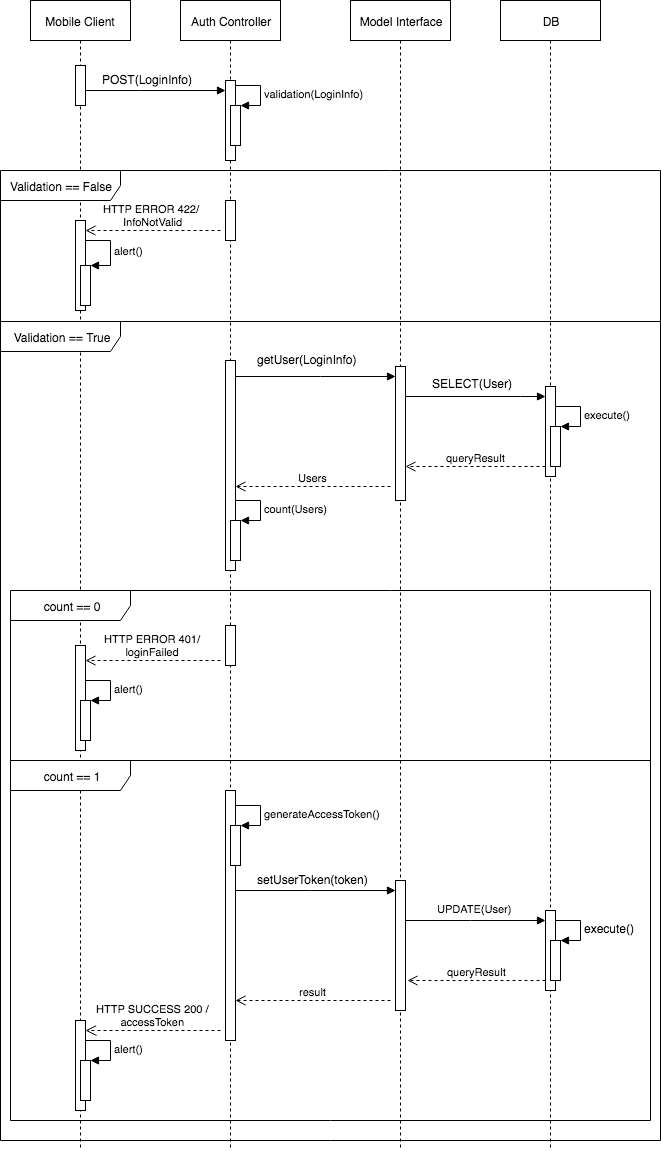 Mobile Client
Auth Controller
Model Interface
DB
POST(LoginInfo)
validation(LoginInfo)
Validation == False
HTTP ERROR 422/
InfoNotValid
alert()
Validation == True
getUser(LoginInfo)
SELECT(User)
execute()
queryResult
Users
count(Users)
count == 0
HTTP ERROR 401/
loginFailed
alert()
count == 1
generateAccessToken()
setUserToken(token)
UPDATE(User)
execute()
queryResult
result
HTTP SUCCESS 200 /
accessToken
alert()